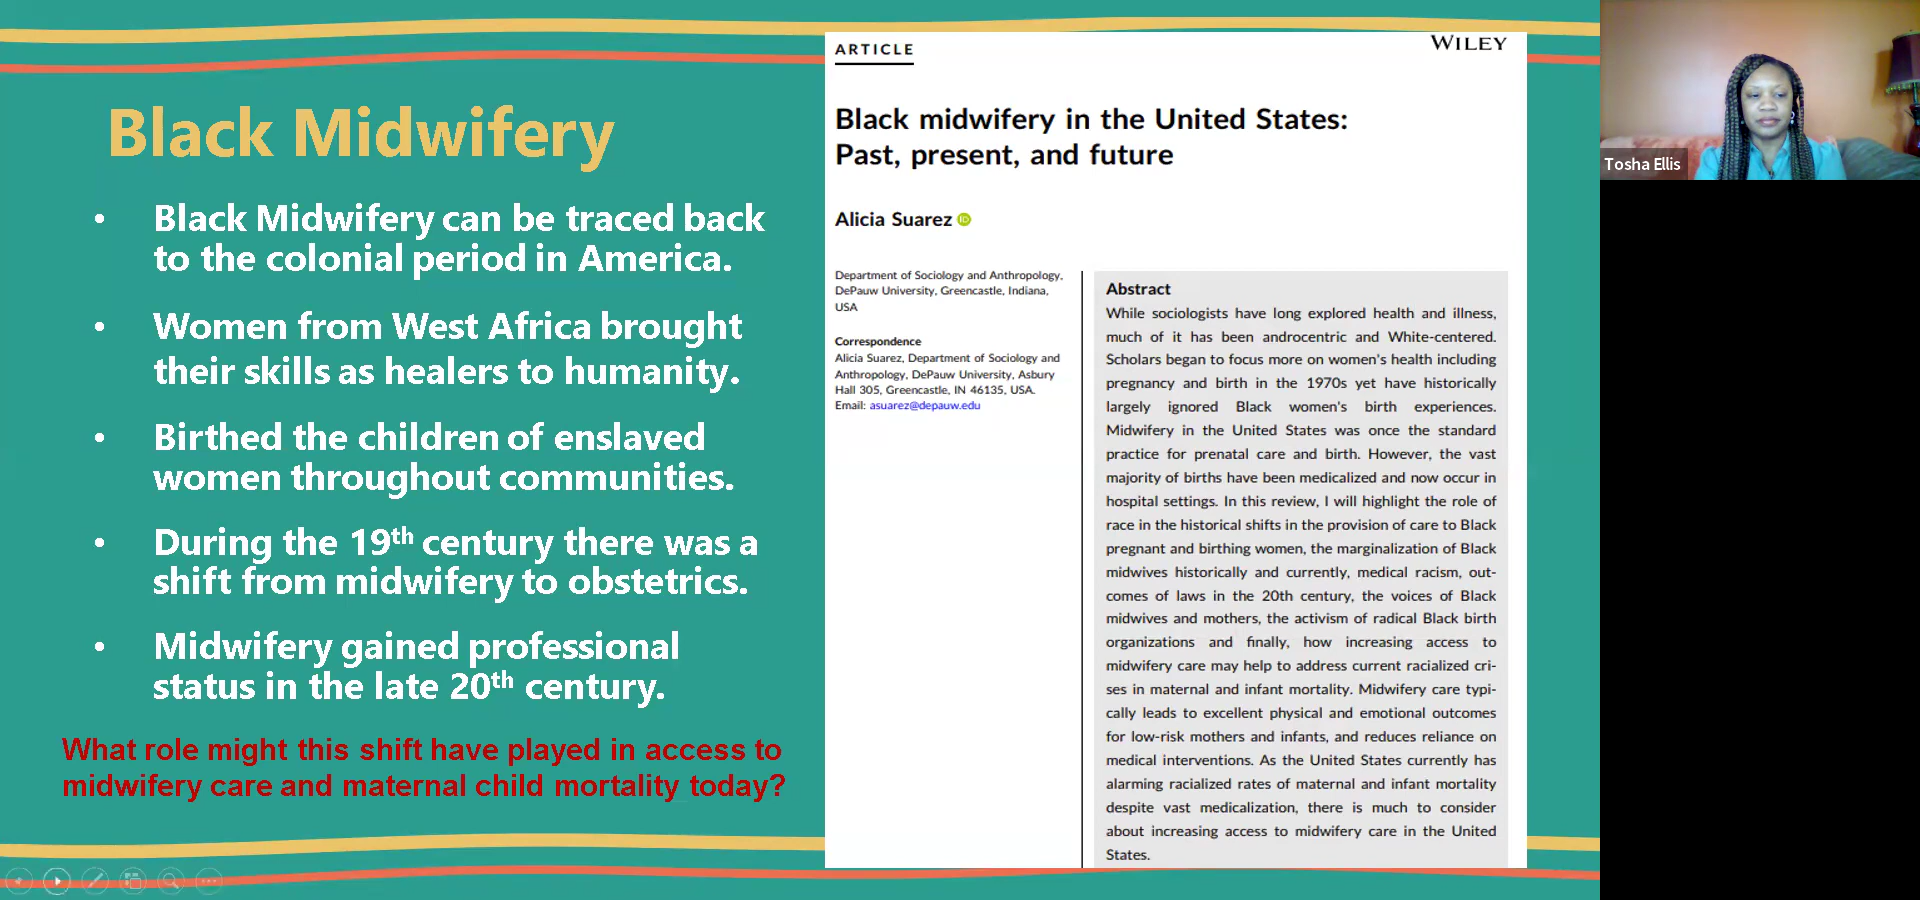 Black Midwifery
• Black Midwifery can be traced back
to the colonial period in America.
• Women from West Africa brought
their skills as healers to humanity.
• Birthed the children of enslaved
women throughout communities.
• During the 19th century there was a
shift from midwifery to obstetrics.
• Midwifery gained professional
status in the late 20th century.
What role might this shift have played in access to
midwifery care and maternal child mortality today?
ARTICLE
WILEY
Black midwifery in the United States:
Past, present, and future
Alicia Suarez iD
Department of Sociology and Anthropology,
DePauw University, Greencastle, Indiana,
USA
Correspondence
Alicia Suarez, Department of Sociology and
Anthropology, DePauw University, Asbury
Hall 305, Greencastle, IN 46135, USA.
Email: asuarez@depauw.edu
Abstract
While sociologists have long explored health and illness,
much of it has been androcentric and White-centered.
Scholars began to focus more on women's health including
pregnancy and birth in the 1970s yet have historically
largely ignored Black women's birth experiences.
Midwifery in the United States was once the standard
practice for prenatal care and birth. However, the vast
majority of births have been medicalized and now occur in
hospital settings. In this review, I will highlight the role of
race in the historical shifts in the provision of care to Black
pregnant and birthing women, the marginalization of Black
midwives historically and currently, medical racism, out-
comes of laws in the 20th century, the voices of Black
midwives and mothers, the activism of radical Black birth
organizations and finally, how increasing access to
midwifery care may help to address current racialized cri-
ses in maternal and infant mortality. Midwifery care typi-
cally leads to excellent physical and emotional outcomes
for low-risk mothers and infants, and reduces reliance on
medical interventions. As the United States currently has
alarming racialized rates of maternal and infant mortality
despite vast medicalization, there is much to consider
about increasing access to midwifery care in the United
States.
Tosha Ellis